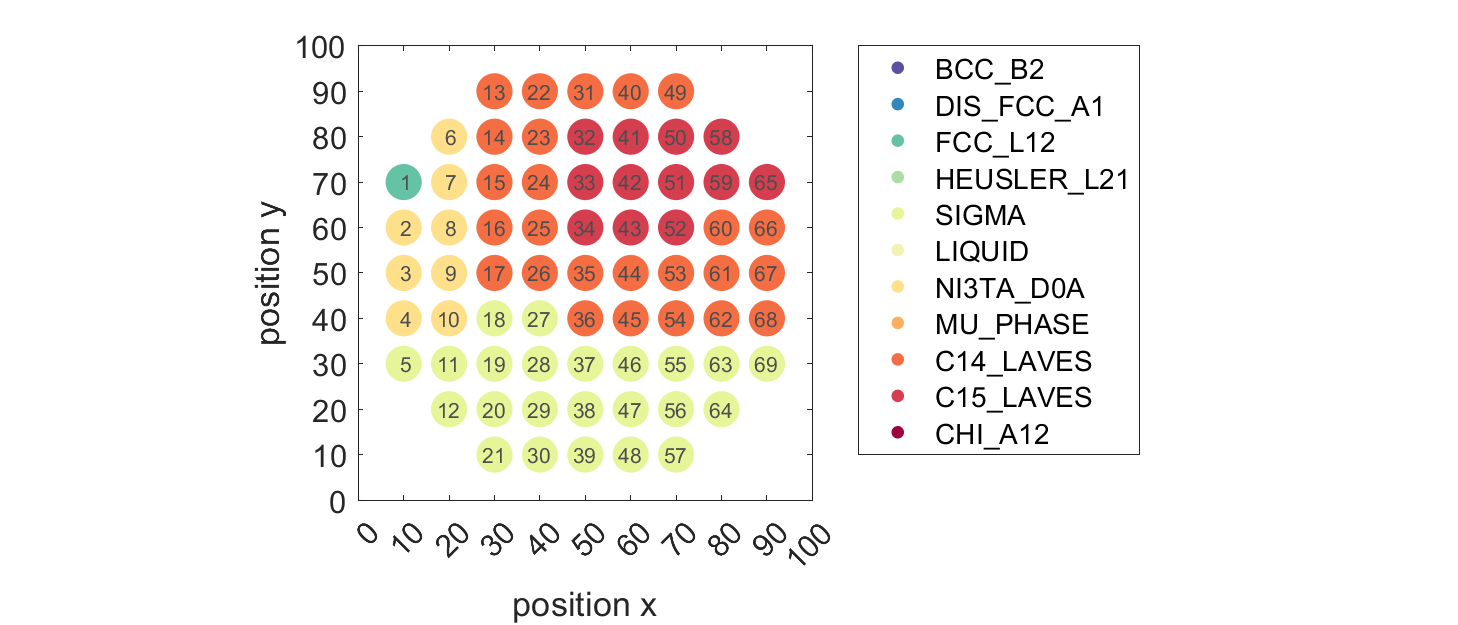 100
90 13 22 31 40 49
80 6 14 23 32 41 50 58
70 1 7 15 24 33 42 51 59 65
60 2 8 16 25 34 43 52 60 66
50 3 9 17 26 35 44 53 61 67
40 4 10 18 27 36 45 54 62 68
30 5 11 19 28 37 46 55 63 69
20 12 20 29 38 47 56 64
10 21 30 39 48 57
0
0 10 20 30 40 50 60 70 80 90 100
position x
position y
BCC_B2
DIS_FCC_A1
FCC_L12
HEUSLER_L21
SIGMA
LIQUID
NI3TA_D0A
MU_PHASE
C14_LAVES
C15_LAVES
CHI_A12